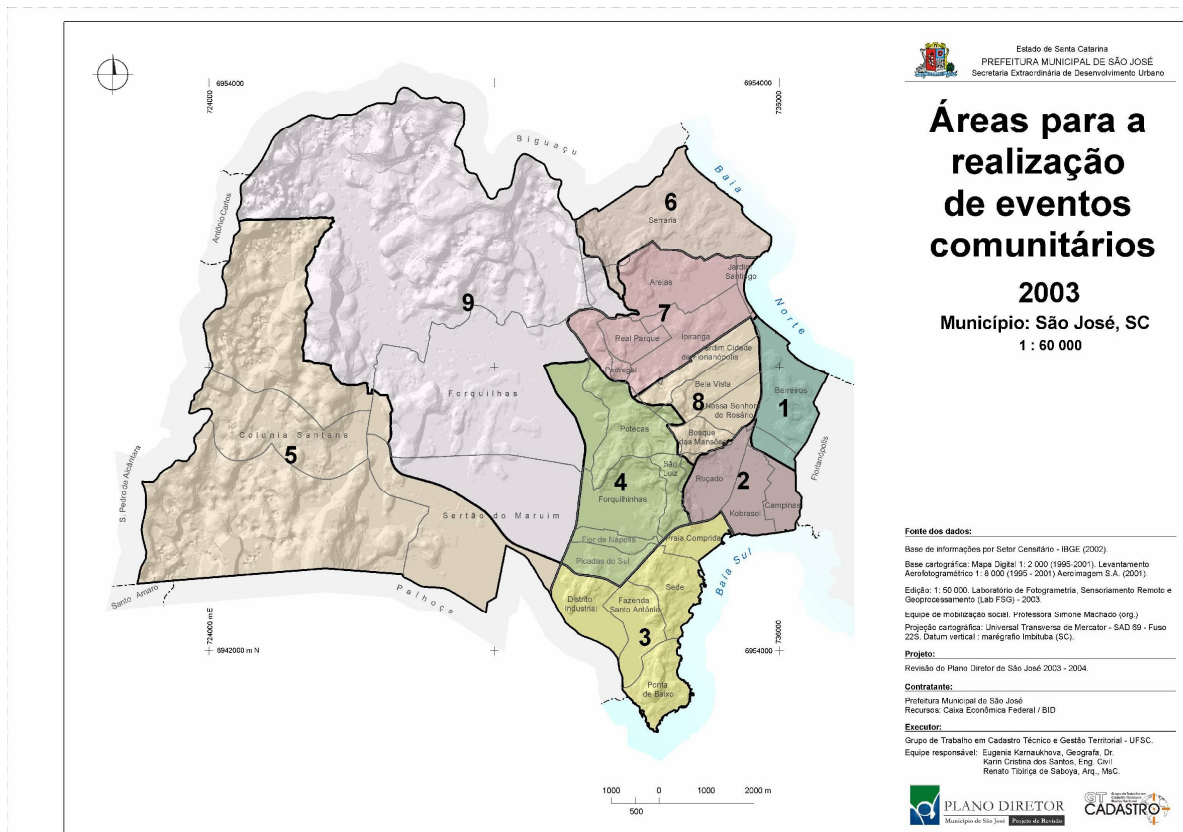 Estado de Santa Catarina
PREFEITURA MUNICIPAL DE SÃO JOSÉ
Secretaria Extraordinária de Desenvolvimento Urbano
Áreas para a
realização
de eventos
comunitários
2003
Município: São José, SC
1 : 60 000
6954000
724000
6954000
736000
Biguaçu
Baia
Norte
Antônio Carlos
6
Serraria
Jardim
Santiago
Areias
9
7
Real Parque
Ipiranga
Jardim Cidade
de Florianópolis
Pedregal
Bela Vista
Barreiros
Forquilhas
8
1
Nossa Senhora
do Rosário
Potecas
Bosque
das Mansões
Colonia Santana
5
Florianópolis
S. Pedro de Alcântara
São
Luiz
4
Roçado
2
Forquilhinhas
Campinas
Kobrasol
Sertão do Maruim
Flor de Nápolis
Praia Comprida
Picadas do Sul
Baia Sul
Santo Amaro
Palhoça
Sede
Distrito
Industrial
Fazenda
Santo Antônio
3
Ponta
de Baixo
724000 m E
6942000 m N
736000
6954000
1000
0
1000
2000 m
500
Fonte dos dados:
Base de informações por Setor Censitário - IBGE (2002).
Base cartográfica: Mapa Digital 1: 2 000 (1995-2001). Levantamento
Aerofotogramétrico 1: 8 000 (1995 - 2001) Aeroimagem S.A. (2001).
Edição: 1: 50 000. Laboratório de Fotogrametria, Sensoriamento Remoto e
Geoprocessamento (Lab FSG) - 2003.
Equipe de mobilização social. Professora Simone Machado (org.)
Projeção cartográfica: Universal Transversa de Mercator - SAD 69 - Fuso
22S. Datum vertical : marégrafio Imbituba (SC).
Projeto:
Revisão do Plano Diretor de São José 2003 - 2004.
Contratante:
Prefeitura Municipal de São José
Recursos: Caixa Econômica Federal / BID
Executor:
Grupo de Trabalho em Cadastro Técnico e Gestão Territorial - UFSC.
Equipe responsável: Eugenia Karnaukhova, Geografa, Dr.
Karin Cristina dos Santos, Eng. Civil
Renato Tibiriça de Saboya, Arq., MsC.
PLANO DIRETOR
Município de São José Projeto de Revisão
GT
CADASTRO